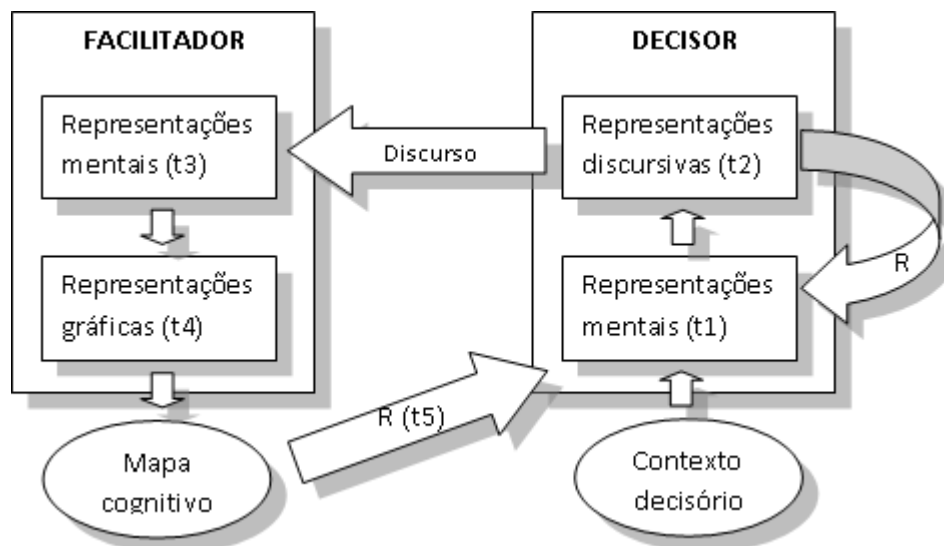 FACILITADOR
Representações
mentais (t3)
Representações
gráficas (t4)
Mapa
cognitivo
Discurso
R (t5)
DECISOR
Representações
discursivas (t2)
R
Representações
mentais (t1)
Contexto
decisório